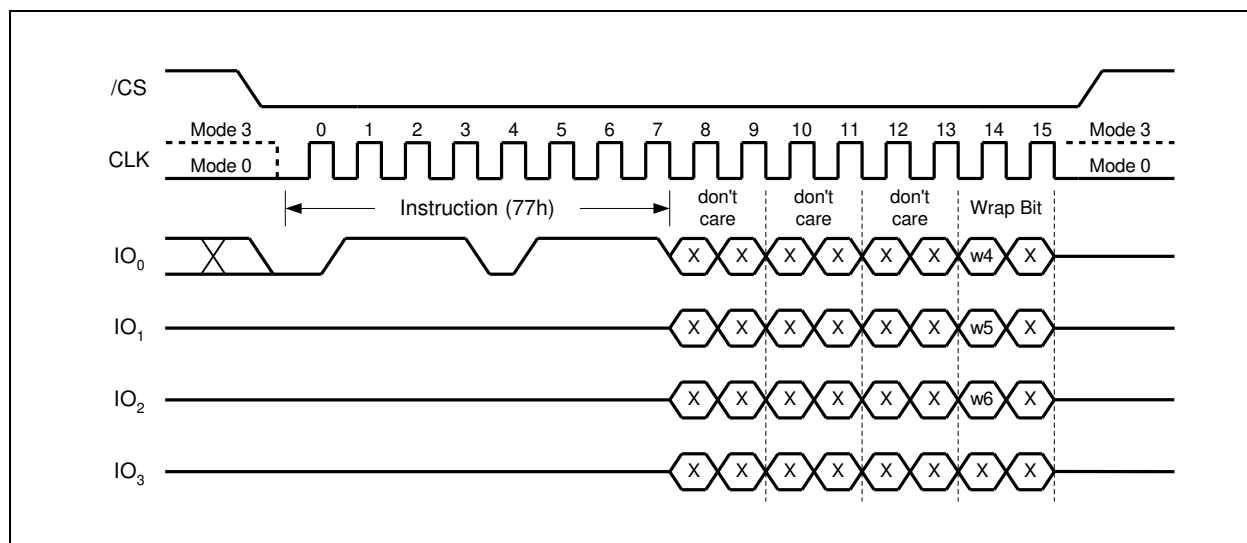 /CS
Mode 3 0 1 2 3 4 5 6 7 8 9 10 11 12 13 14 15 Mode 3
CLK Mode 0 Mode 0
Instruction (77h) don't care don't care don't care Wrap Bit
IO0 X X X X X X w4 X
IO1 X X X X X X w5 X
IO2 X X X X X X w6 X
IO3 X X X X X X X X